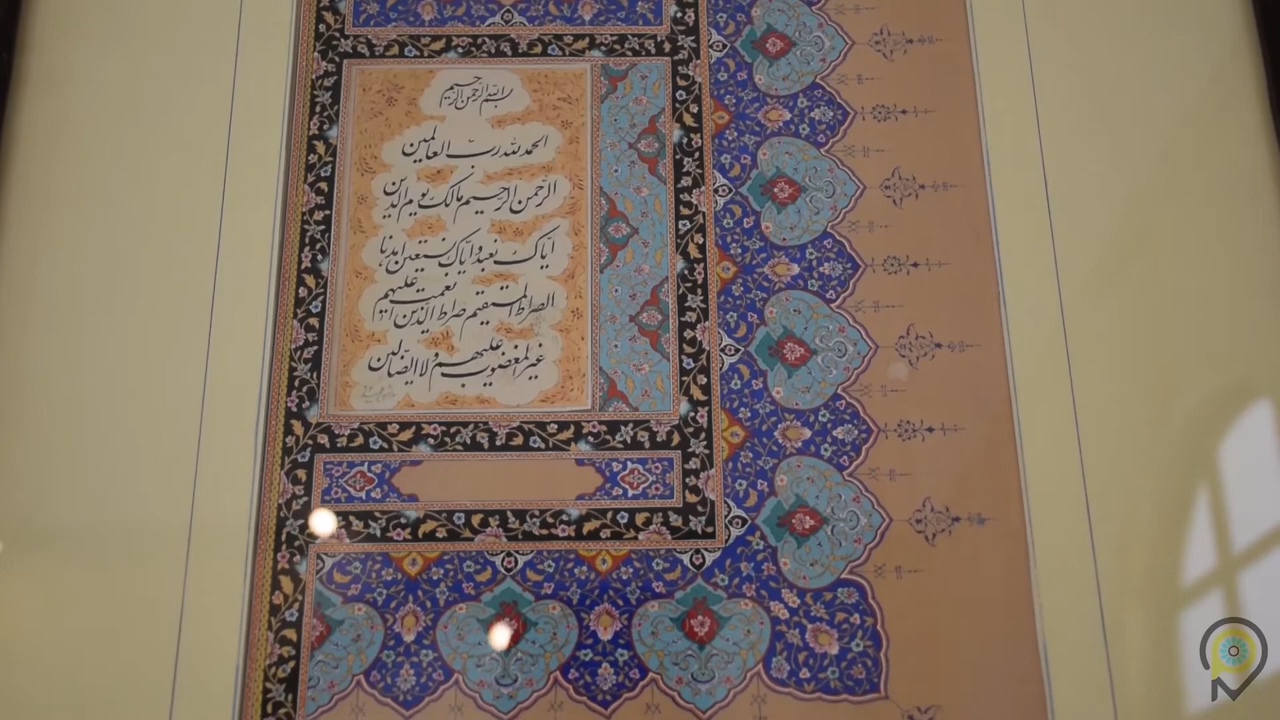 بسم الله الرحمن الرحیم
الحمد لله رب العالمین
الرحمن الرحیم مالک یوم الدین
ایاک نعبد و ایاک نستعین اهدنا
الصراط المستقیم صراط الذین انعمت علیهم
غیر المغضوب علیهم ولا الضالین